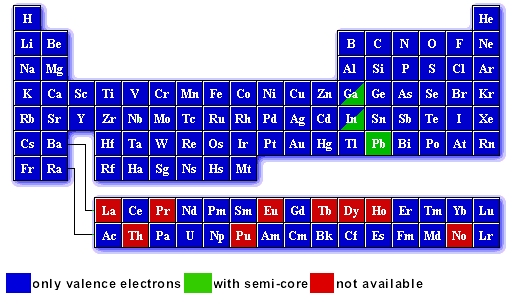 H He
Li Be B C N O F Ne
Na Mg Al Si P S Cl Ar
K Ca Sc Ti V Cr Mn Fe Co Ni Cu Zn Ga Ge As Se Br Kr
Rb Sr Y Zr Nb Mo Tc Ru Rh Pd Ag Cd In Sn Sb Te I Xe
Cs Ba Hf Ta W Re Os Ir Pt Au Hg Tl Pb Bi Po At Rn
Fr Ra Rf Ha Sg Ns Hs Mt
La Ce Pr Nd Pm Sm Eu Gd Tb Dy Ho Er Tm Yb Lu
Ac Th Pa U Np Pu Am Cm Bk Cf Es Fm Md No Lr
only valence electrons with semi-core not available